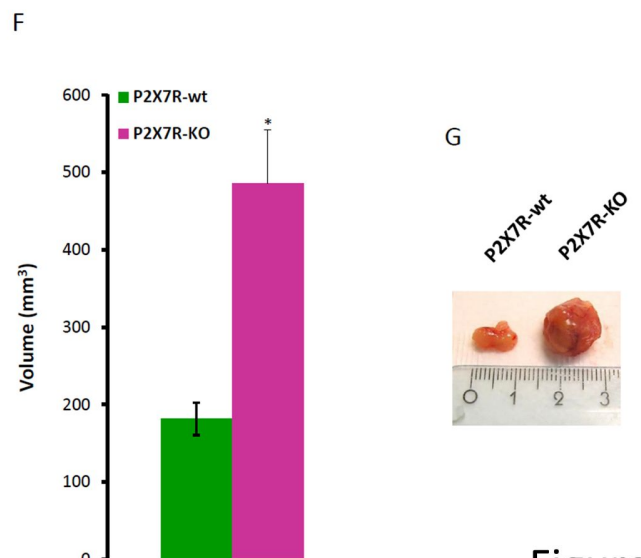 F
600
P2X7R-wt
P2X7R-KO
*
500
400
300
200
100
0
Volume (mm³)
G
P2X7R-wt
P2X7R-KO
0 1 2 3